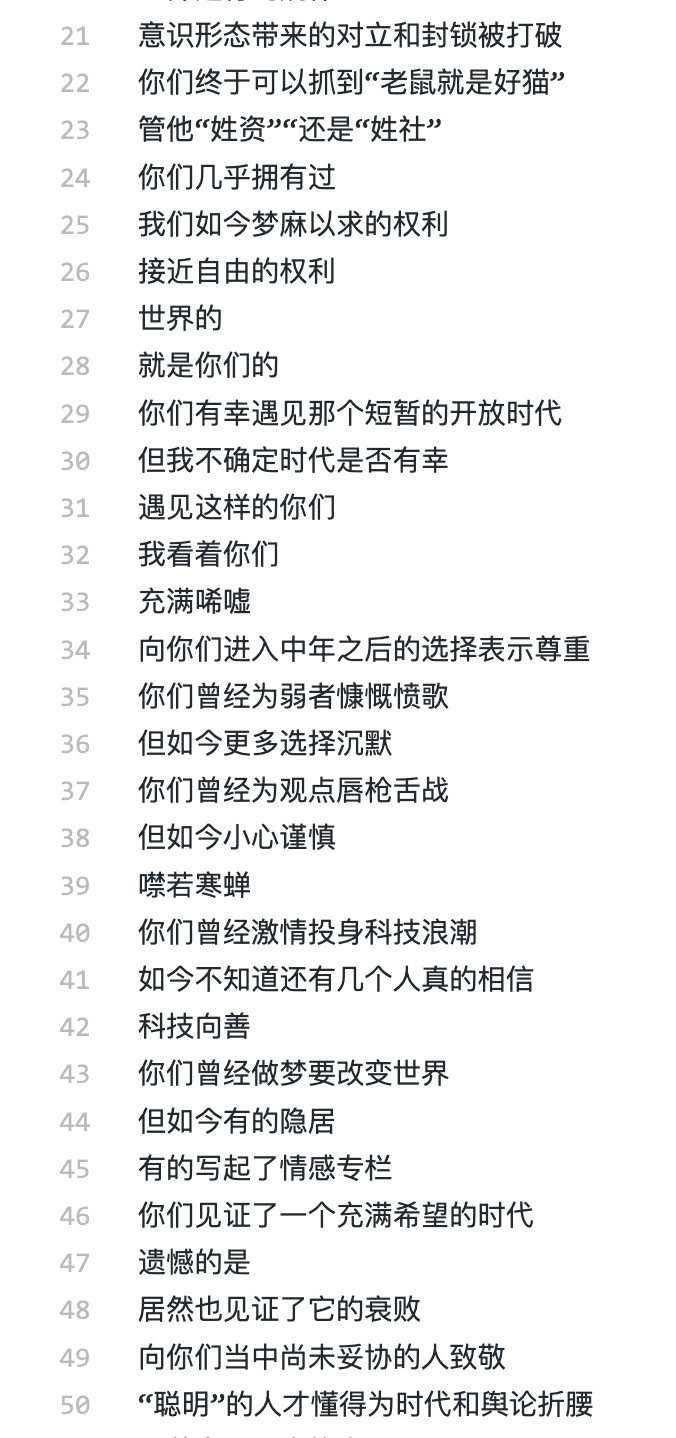 21 意识形态带来的对立和封锁被打破
22 你们终于可以抓到“老鼠就是好猫”
23 管他“姓资”“还是“姓社”
24 你们几乎拥有过
25 我们如今梦麻以求的权利
26 接近自由的权利
27 世界的
28 就是你们的
29 你们有幸遇见那个短暂的开放时代
30 但我不确定时代是否有幸
31 遇见这样的你们
32 我看着你们
33 充满唏嘘
34 向你们进入中年之后的选择表示尊重
35 你们曾经为弱者慷慨愤歌
36 但如今更多选择沉默
37 你们曾经为观点唇枪舌战
38 但如今小心谨慎
39 噤若寒蝉
40 你们曾经激情投身科技浪潮
41 如今不知道还有几个人真的相信
42 科技向善
43 你们曾经做梦要改变世界
44 但如今有的隐居
45 有的写起了情感专栏
46 你们见证了一个充满希望的时代
47 遗憾的是
48 居然也见证了它的衰败
49 向你们当中尚未妥协的人致敬
50 “聪明”的人才懂得为时代和舆论折腰